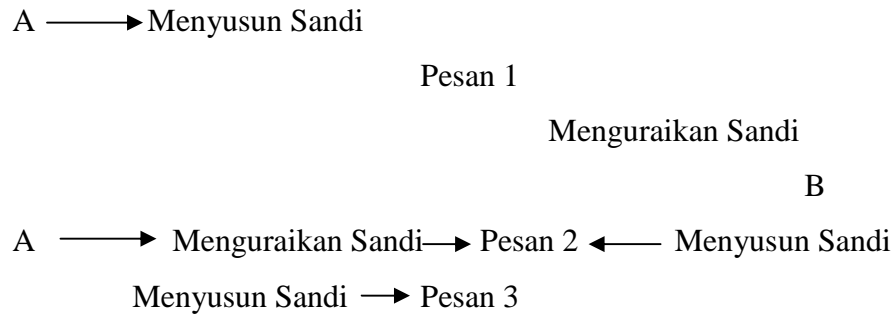 A Menyusun Sandi
Pesan 1
Menguraikan Sandi
B
A Menguraikan Sandi Pesan 2 Menyusun Sandi
Menyusun Sandi Pesan 3